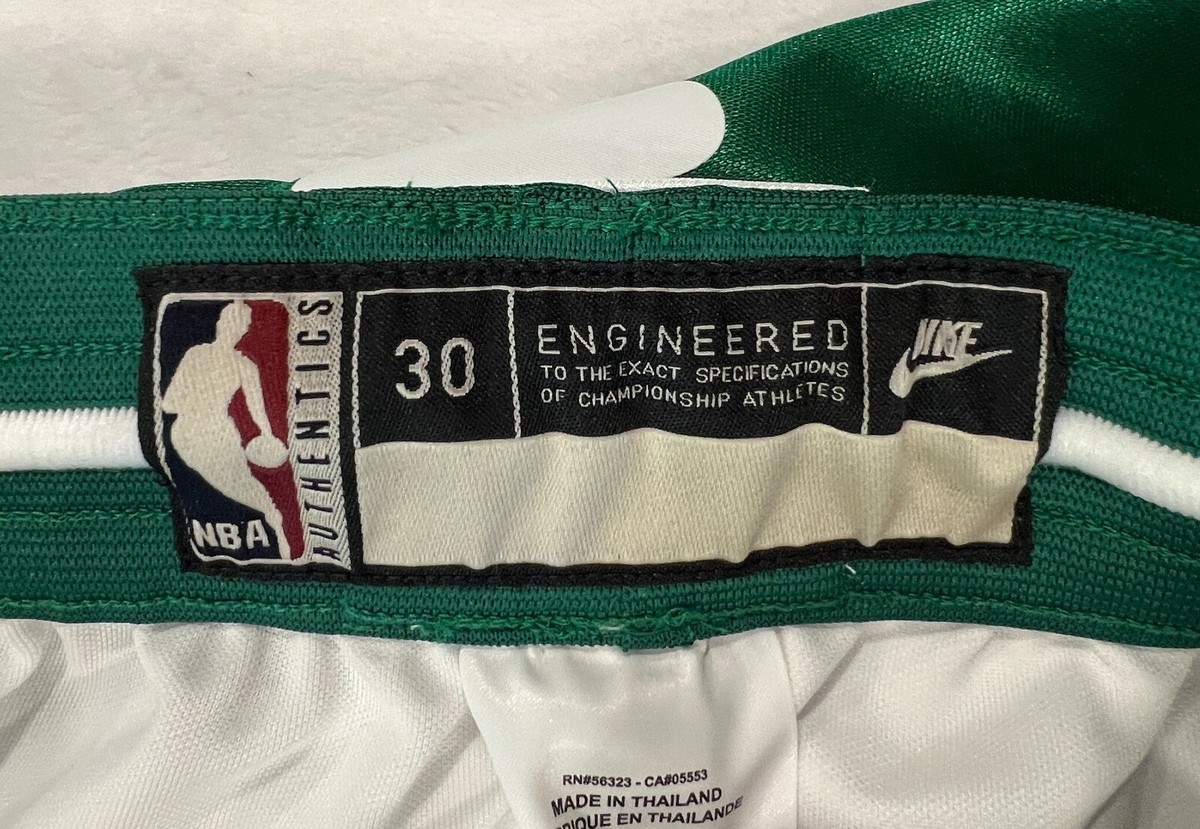 NBA
AUTHENTICS
30
ENGINEERED
TO THE EXACT SPECIFICATIONS
OF CHAMPIONSHIP ATHLETES
NIKE
RN#56323 - CA#05553
MADE IN THAILAND
EN THAILANDE